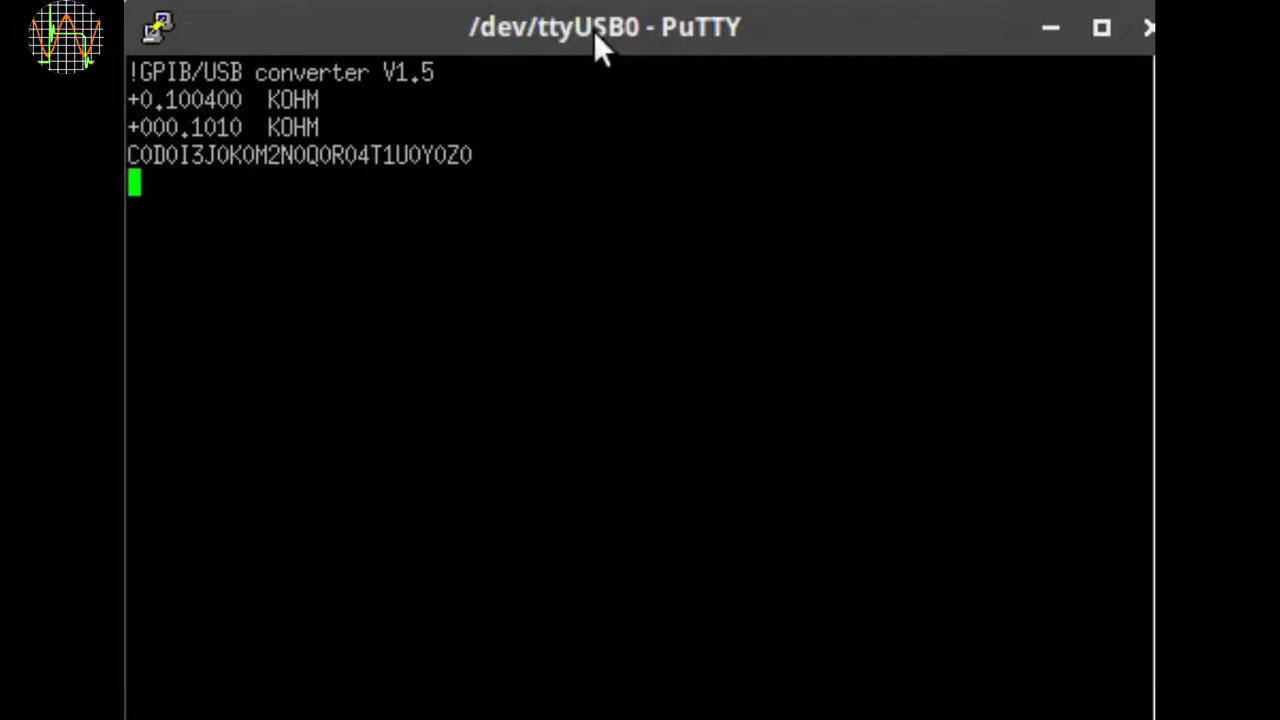 /dev/ttyUSB0 - PuTTY
!GPIB/USB converter V1.5
+0.100400  KOHM
+000.1010  KOHM
C0D0I3J0K0M2N0Q0R04T1U0Y0Z0